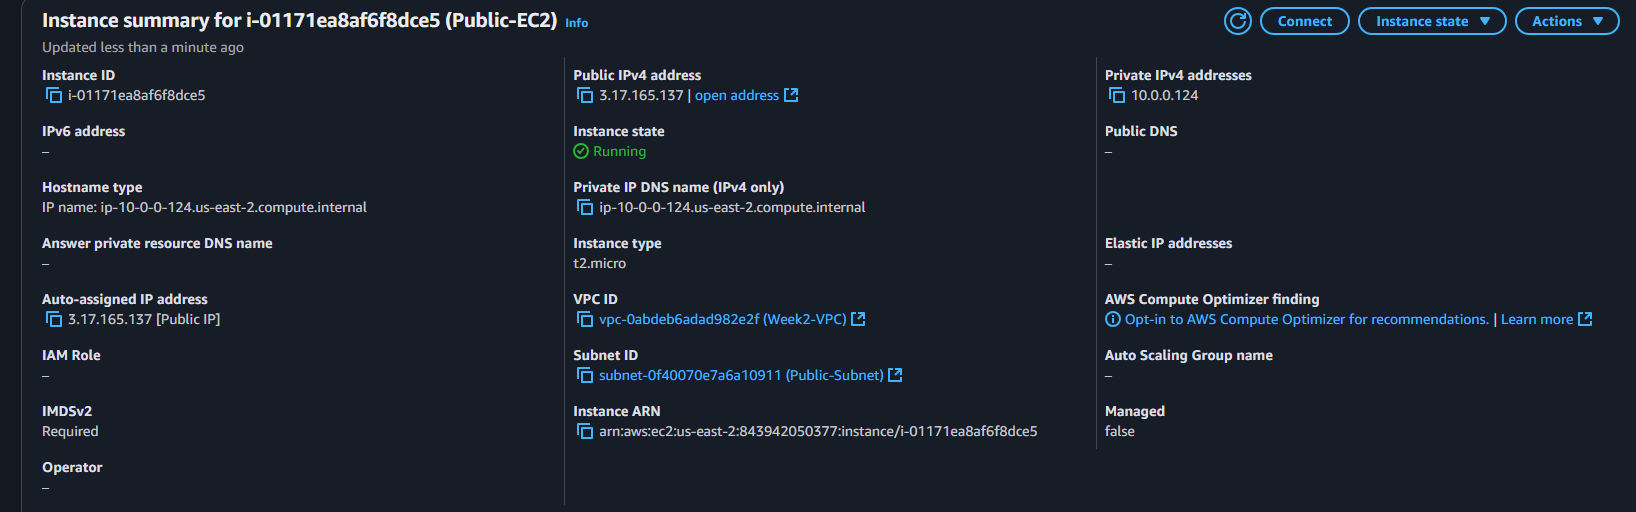 Instance summary for i-01171ea8af6f8dce5 (Public-EC2) Info
Connect
Instance state
Actions
Updated less than a minute ago
Instance ID
i-01171ea8af6f8dce5
Public IPv4 address
3.17.165.137 | open address
Private IPv4 addresses
10.0.0.124
IPv6 address
–
Instance state
Running
Public DNS
–
Hostname type
IP name: ip-10-0-0-124.us-east-2.compute.internal
Private IP DNS name (IPv4 only)
ip-10-0-0-124.us-east-2.compute.internal
Answer private resource DNS name
–
Instance type
t2.micro
Elastic IP addresses
–
Auto-assigned IP address
3.17.165.137 [Public IP]
VPC ID
vpc-0abdeb6adad982e2f (Week2-VPC)
AWS Compute Optimizer finding
Opt-in to AWS Compute Optimizer for recommendations. | Learn more
IAM Role
–
Subnet ID
subnet-0f40070e7a6a10911 (Public-Subnet)
Auto Scaling Group name
–
IMDSv2
Required
Instance ARN
arn:aws:ec2:us-east-2:843942050377:instance/i-01171ea8af6f8dce5
Managed
false
Operator
–